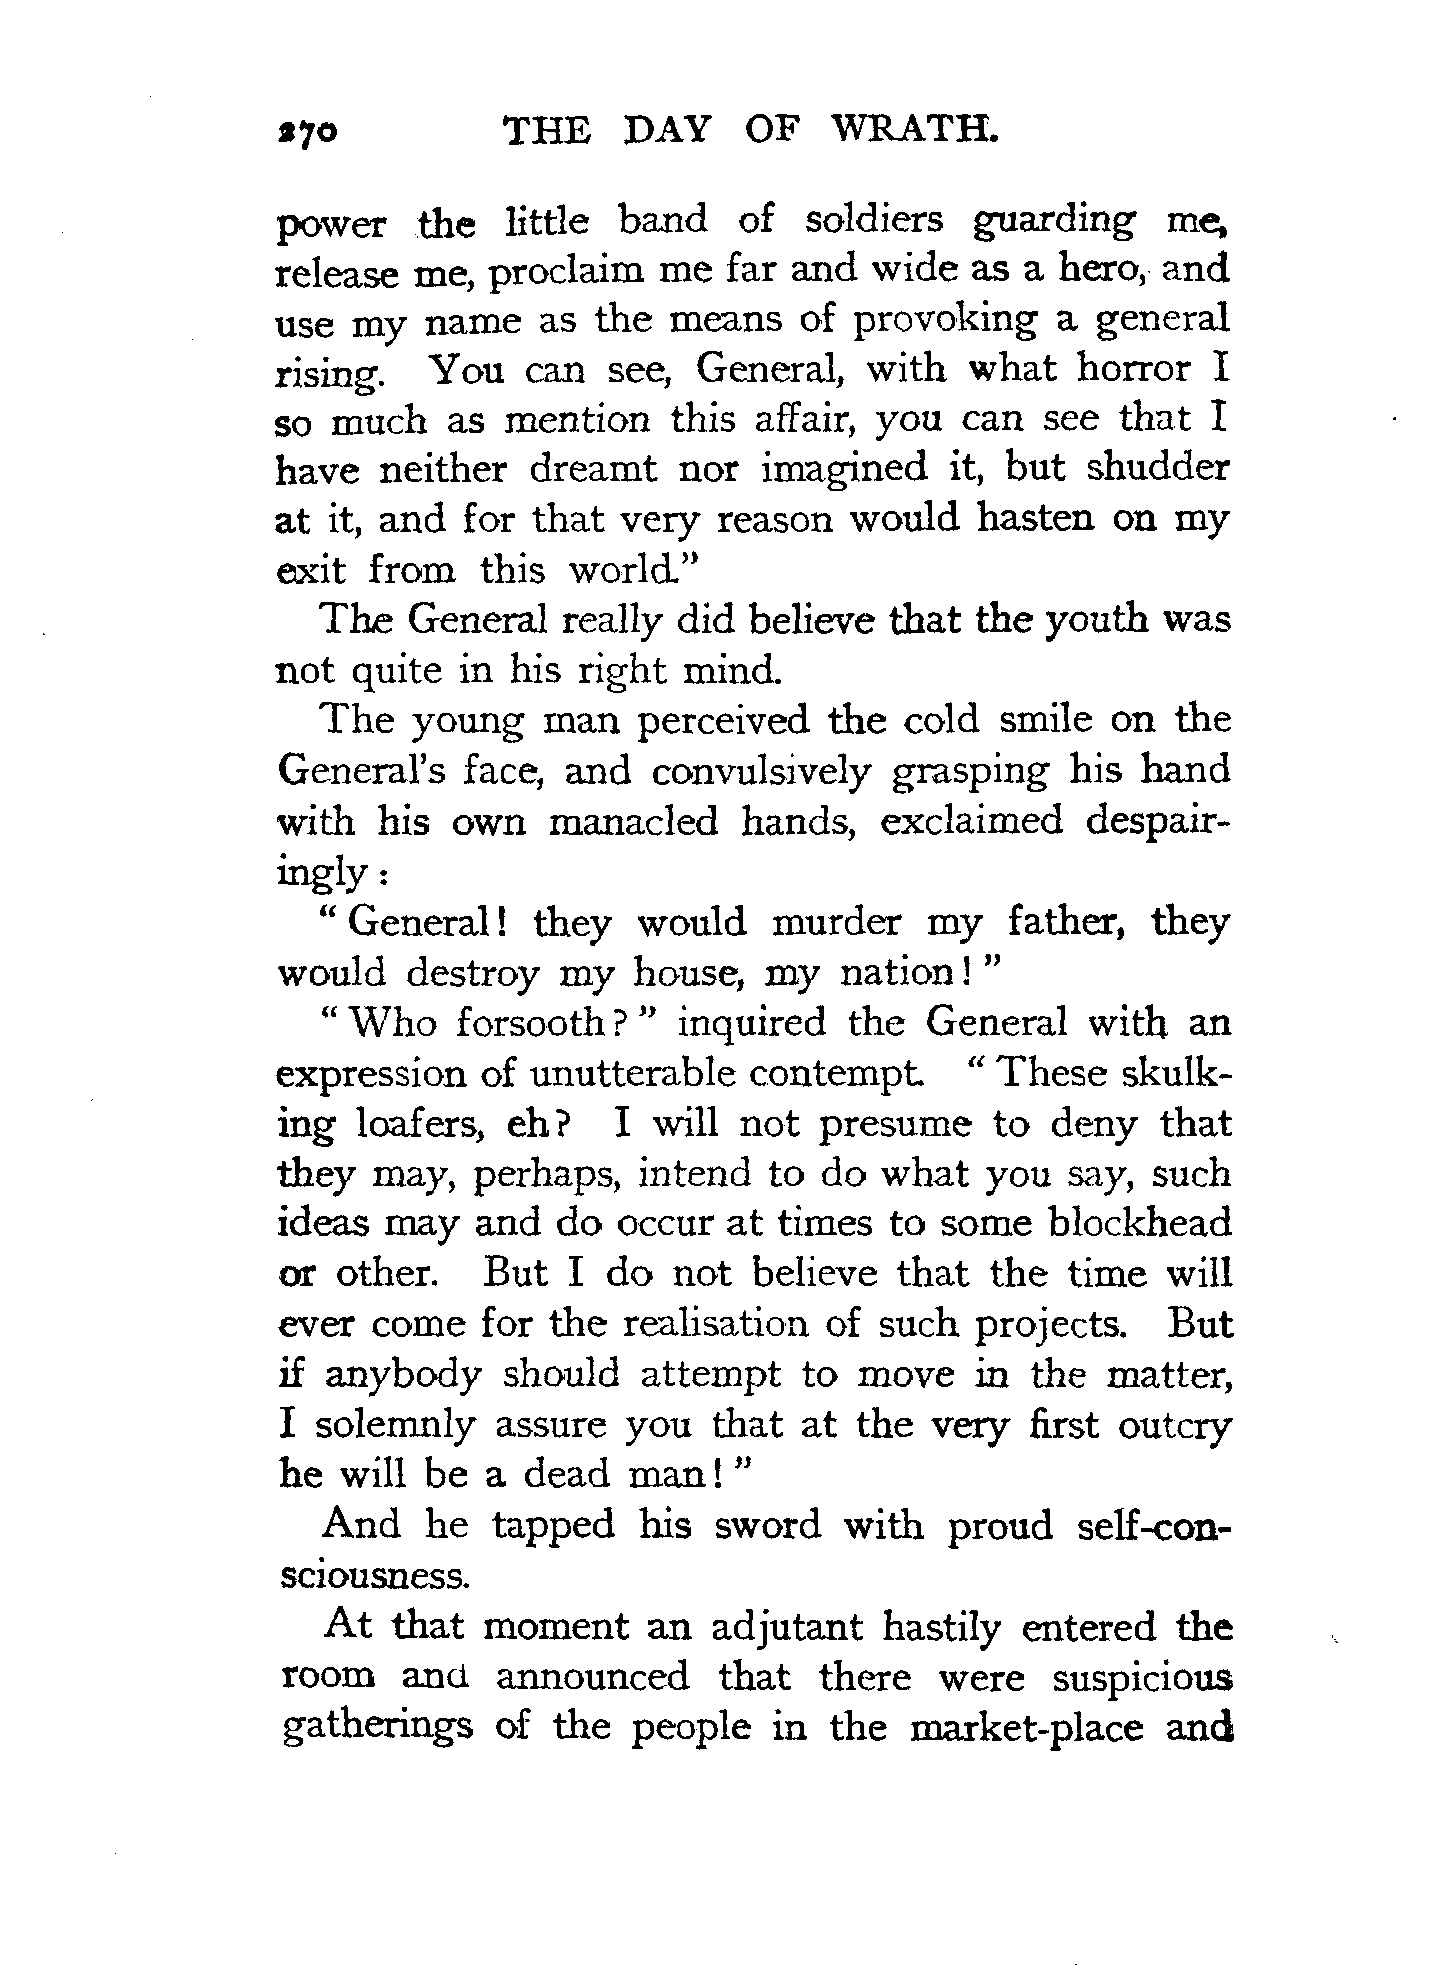 270 THE DAY OF WRATH.
power the little band of soldiers guarding me,
release me, proclaim me far and wide as a hero, and
use my name as the means of provoking a general
rising. You can see, General, with what horror I
so much as mention this affair, you can see that I
have neither dreamt nor imagined it, but shudder
at it, and for that very reason would hasten on my
exit from this world."
The General really did believe that the youth was
not quite in his right mind.
The young man perceived the cold smile on the
General's face, and convulsively grasping his hand
with his own manacled hands, exclaimed despair-
ingly :
" General! they would murder my father, they
would destroy my house, my nation! "
" Who forsooth? " inquired the General with an
expression of unutterable contempt. " These skulk-
ing loafers, eh? I will not presume to deny that
they may, perhaps, intend to do what you say, such
ideas may and do occur at times to some blockhead
or other. But I do not believe that the time will
ever come for the realisation of such projects. But
if anybody should attempt to move in the matter,
I solemnly assure you that at the very first outcry
he will be a dead man! "
And he tapped his sword with proud self-con-
sciousness.
At that moment an adjutant hastily entered the
room and announced that there were suspicious
gatherings of the people in the market-place and